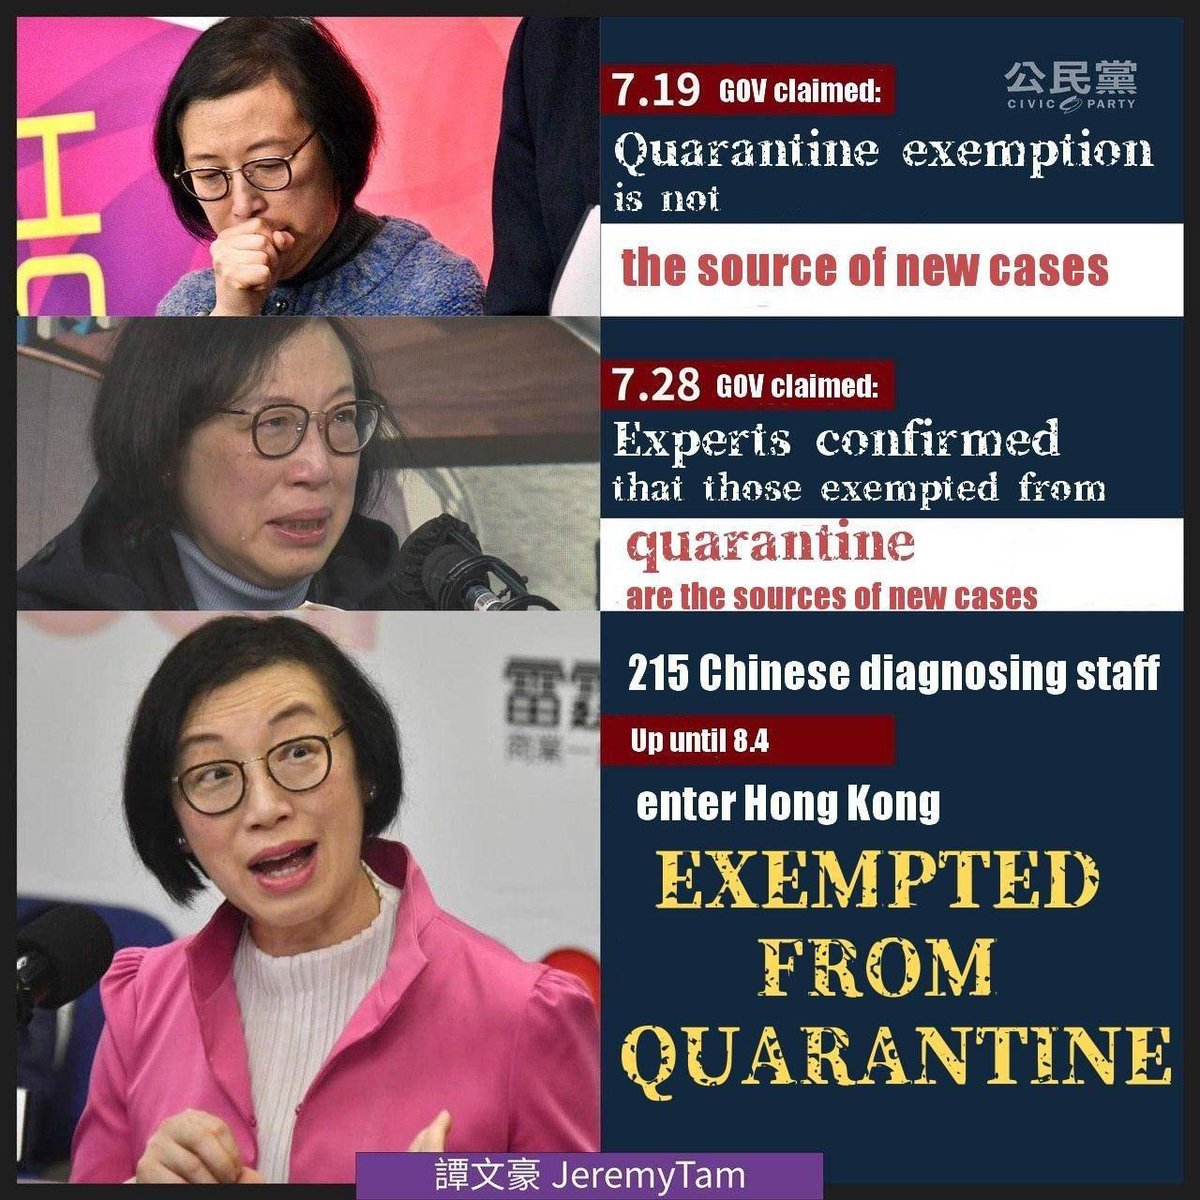 公民黨
CIVIC PARTY
7.19 GOV claimed:
Quarantine exemption
is not
the source of new cases
7.28 GOV claimed:
Experts confirmed
that those exempted from
quarantine
are the sources of new cases
215 Chinese diagnosing staff
Up until 8.4
enter Hong Kong
EXEMPTED
FROM
QUARANTINE
譚文豪 JeremyTam